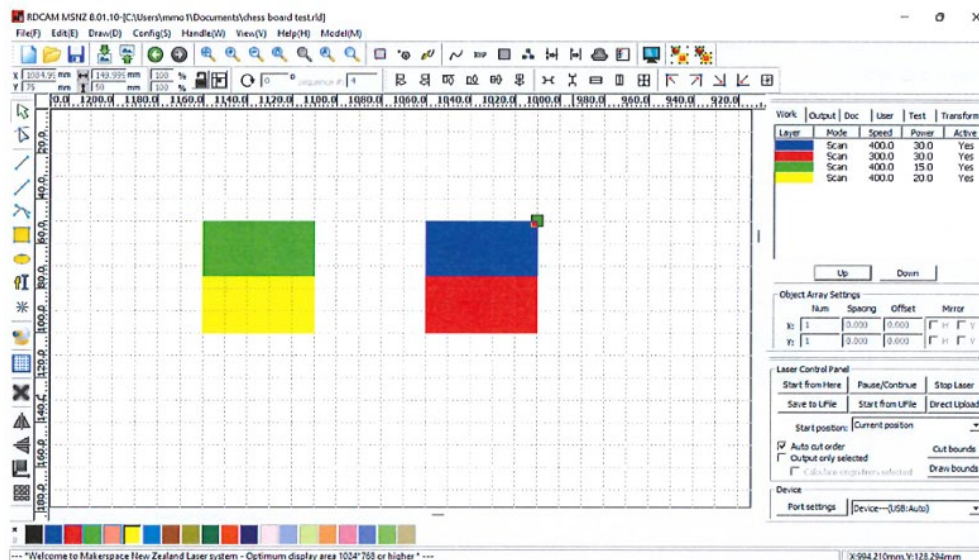 RDCAM MSNZ 8.01.10-[C:\Users\mmo1\Documents\chess board test.rld]
File(F) Edit(E) Draw(D) Config(S) Handle(W) View(V) Help(H) Model(M)
X 1084.99 mm 149.999 mm 100 %
Y 75 mm 50 mm 100 %
0 ° sequence #: 4
0.0 1200.0 1180.0 1160.0 1140.0 1120.0 1100.0 1060.0 1040.0 1020.0 1000.0 980.0 960.0 940.0 920.0
20.0
40.0
60.0
80.0
100.0
120.0
140.0
160.0
180.0
Work Output Doc User Test Transform
Layer Mode Speed Power Active
Scan 400.0 30.0 Yes
Scan 300.0 30.0 Yes
Scan 400.0 15.0 Yes
Scan 400.0 20.0 Yes
Up Down
Object Array Settings
Num Spacing Offset Mirror
X: 1 0.000 0.000 H V
Y: 1 0.000 0.000 H V
Laser Control Panel
Start from Here Pause/Continue Stop Laser
Save to UFile Start from UFile Direct Upload
Start position: Current position
Auto cut order
Output only selected
Cut bounds
Draw bounds
Device
Port settings Device---(USB:Auto)
--- *Welcome to Makerspace New Zealand Laser system - Optimum display area 1024*768 or higher * ---
X:994.210mm,Y:128.294mm